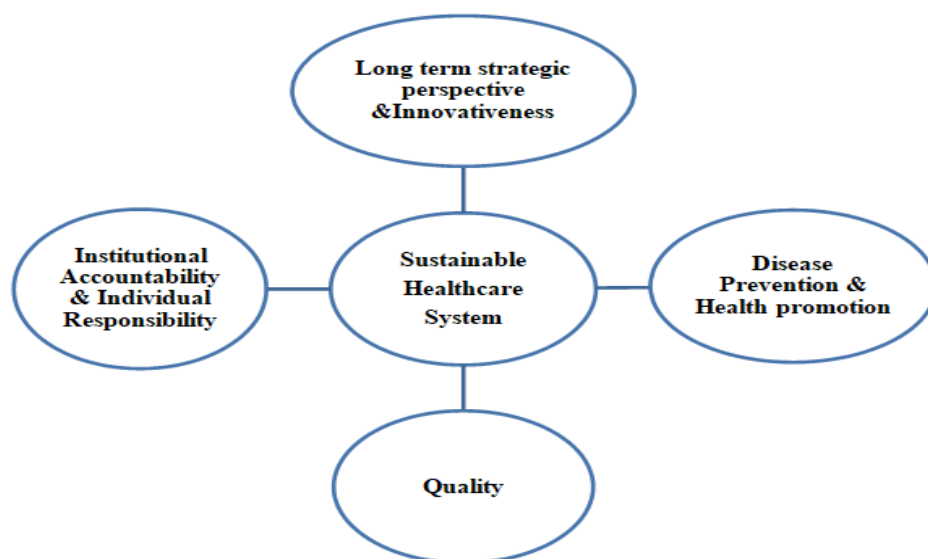 Long term strategic
perspective
&Innovativeness
Institutional
Accountability
& Individual
Responsibility
Sustainable
Healthcare
System
Disease
Prevention &
Health promotion
Quality